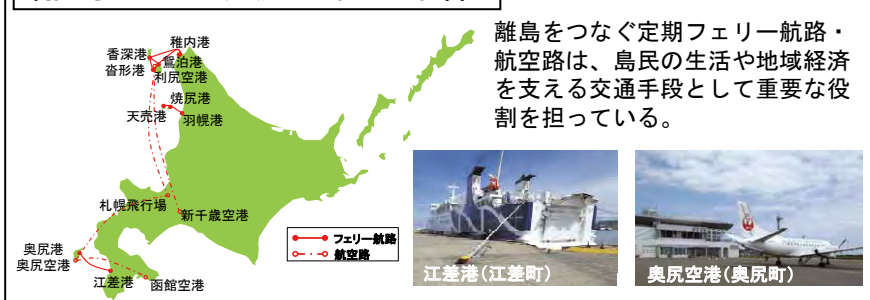 離島をつなぐ定期フェリー航路・
航空路は、島民の生活や地域経済
を支える交通手段として重要な役
割を担っている。
稚内港
香深港
鴛泊港
沓形港
利尻空港
焼尻港
天売港
羽幌港
札幌飛行場
新千歳空港
奥尻港
奥尻空港
江差港
函館空港
フェリー航路
航空路
江差港(江差町)
奥尻空港(奥尻町)